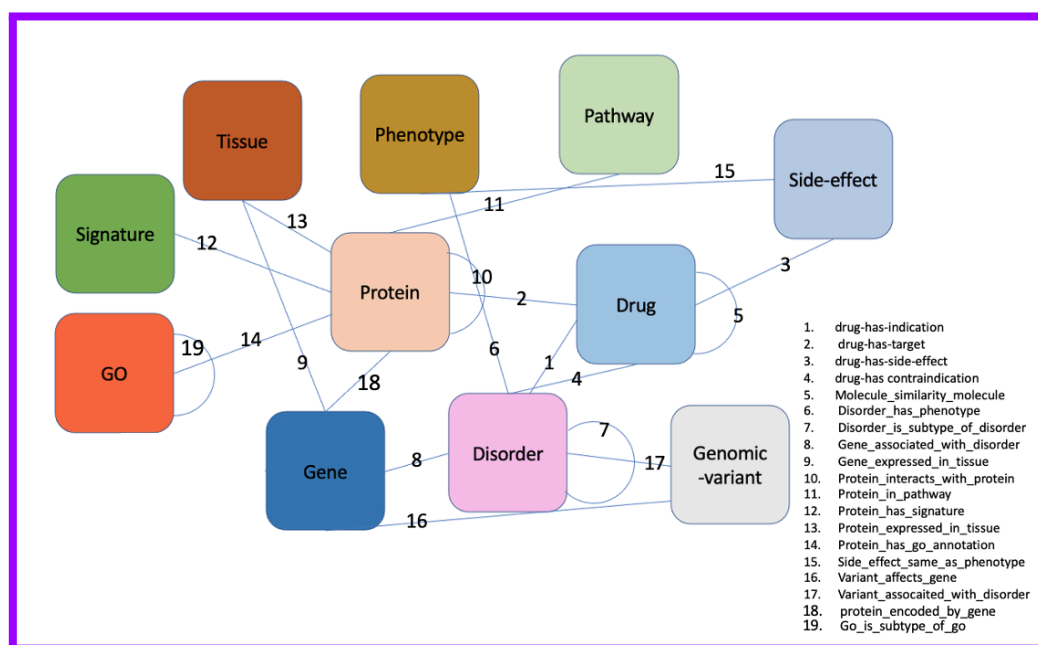 Tissue
Phenotype
Pathway
Side-effect
Signature
Protein
Drug
GO
Gene
Disorder
Genomic
-variant
15
11
13
12
10
2
3
5
14
19
9
6
1
4
18
7
8
17
16
1. drug-has-indication
2. drug-has-target
3. drug-has-side-effect
4. drug-has contraindication
5. Molecule_similarity_molecule
6. Disorder_has_phenotype
7. Disorder_is_subtype_of_disorder
8. Gene_associated_with_disorder
9. Gene_expressed_in_tissue
10. Protein_interacts_with_protein
11. Protein_in_pathway
12. Protein_has_signature
13. Protein_expressed_in_tissue
14. Protein_has_go_annotation
15. Side_effect_same_as_phenotype
16. Variant_affects_gene
17. Variant_assocaited_with_disorder
18. protein_encoded_by_gene
19. Go_is_subtype_of_go